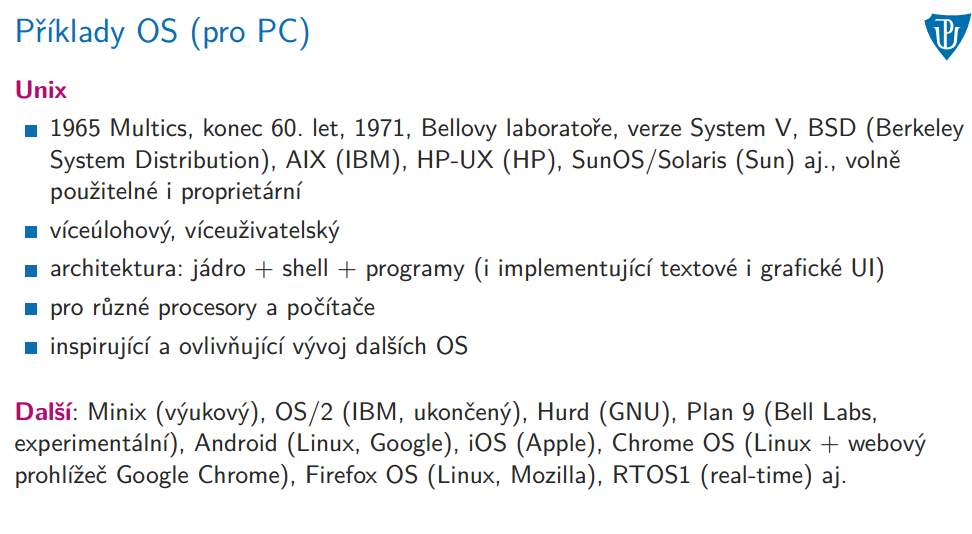 Příklady OS (pro PC)
Unix
1965 Multics, konec 60. let, 1971, Bellovy laboratoře, verze System V, BSD (Berkeley
System Distribution), AIX (IBM), HP-UX (HP), SunOS/Solaris (Sun) aj., volně
použitelné i proprietární
víceúlohový, víceuživatelský
architektura: jádro + shell + programy (i implementující textové i grafické UI)
pro různé procesory a počítače
inspirující a ovlivňující vývoj dalších OS
Další: Minix (výukový), OS/2 (IBM, ukončený), Hurd (GNU), Plan 9 (Bell Labs,
experimentální), Android (Linux, Google), iOS (Apple), Chrome OS (Linux + webový
prohlížeč Google Chrome), Firefox OS (Linux, Mozilla), RTOS1 (real-time) aj.